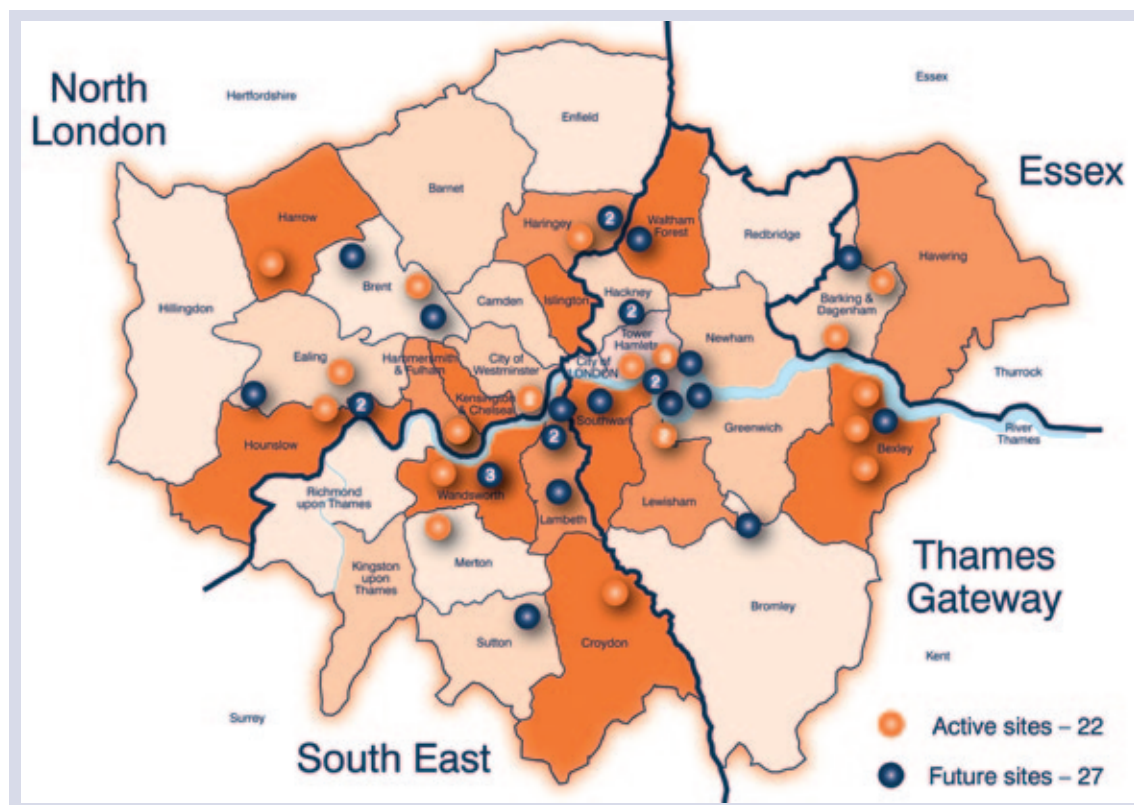 North
London
Hertfordshire
Essex
Enfield
Essex
Barnet
Harrow
Haringey
Waltham
Forest
Redbridge
Havering
Hillingdon
Brent
Camden
Islington
Hackney
Barking &
Dagenham
Newham
Tower
Hamlets
Ealing
Hammersmith
& Fulham
City of
Westminster
City of
LONDON
Kensington
& Chelsea
Southwark
Greenwich
Thurrock
River
Thames
Bexley
Hounslow
Richmond
upon Thames
Wandsworth
Lambeth
Lewisham
Merton
Kingston
upon
Thames
Sutton
Croydon
Bromley
Thames
Gateway
Kent
Surrey
South East
2
2
2
2
2
3
Active sites – 22
Future sites – 27